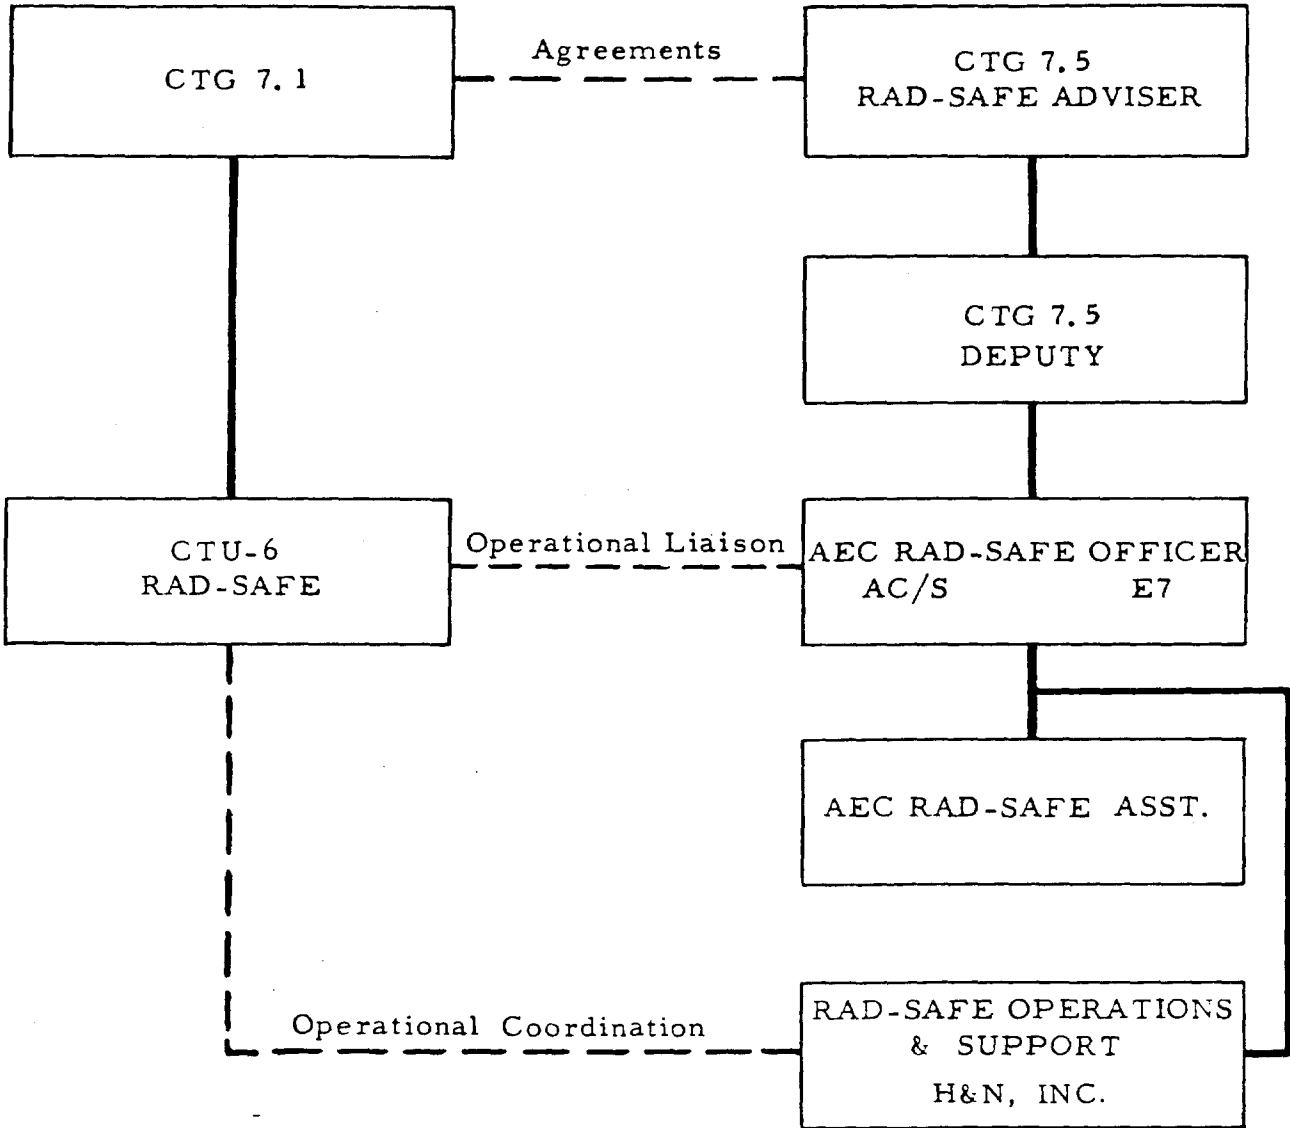 CTG 7.1
Agreements
CTG 7.5
RAD-SAFE ADVISER
CTG 7.5
DEPUTY
CTU-6
RAD-SAFE
Operational Liaison
AEC RAD-SAFE OFFICER
AC/S E7
AEC RAD-SAFE ASST.
Operational Coordination
RAD-SAFE OPERATIONS
& SUPPORT
H&N, INC.